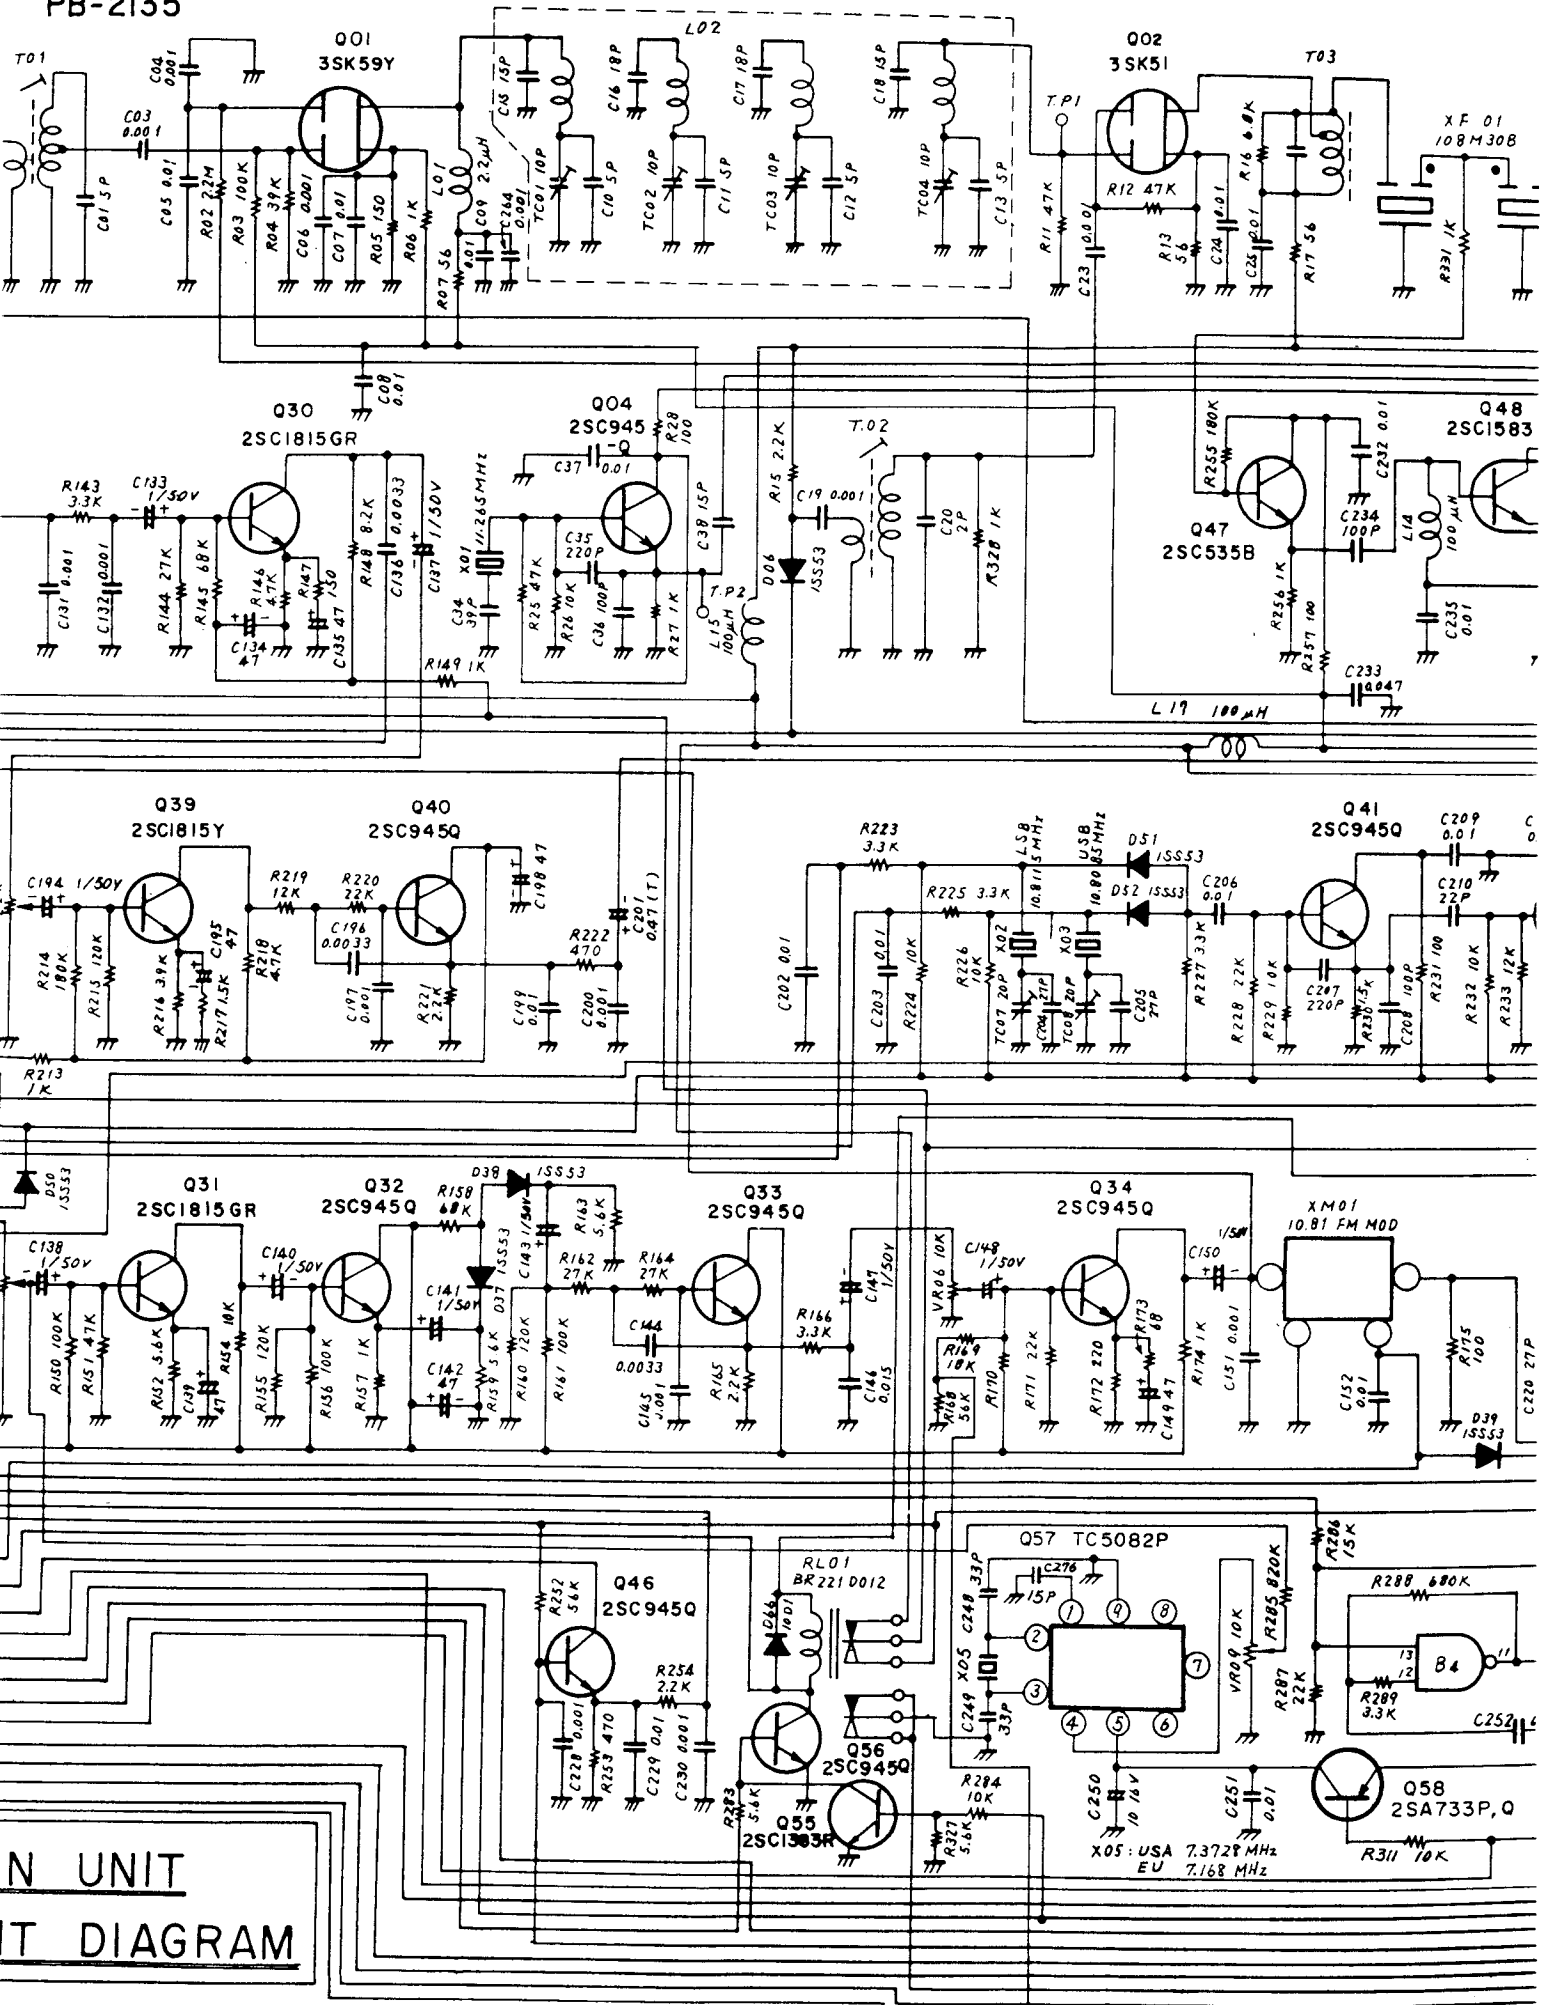 PB-2135
T01
C04
0.001
Q01
3SK59Y
C03
0.001
C01 5P
C05 0.01
R02 2.2M
R03 100K
R04 39K
C06 0.001
C07 0.01
R05 150
R06 1K
L01
2.2μH
R07 56
C09
0.01
C264
0.001
L02
C15 15P
C16 18P
C17 18P
C18 15P
TC01 10P
C10 5P
TC02 10P
C11 5P
TC03 10P
C12 5P
TC04 10P
C13 5P
T.P1
Q02
3SK51
T03
R11 47K
R12 47K
C23
0.01
R13
56
C24 0.01
R16 6.8K
C25 0.01
R17 56
XF 01
108M30B
R331 1K
C08
0.01
Q30
2SC1815GR
R143
3.3K
C133
1/50V
C131 0.001
C132 0.001
R144 27K
R145 68K
R146
4.7K
R147
150
C134
47
C135 47
R148 8.2K
C136 0.0033
C137 1/50V
R149 1K
Q04
2SC945
-Q
R28
100
C37 0.01
X01 11.265MHz
C34
39P
R25 47K
R26 10K
C35
220P
C36 100P
R27 1K
C38 15P
T.P2
L15
100μH
R15 2.2K
C19 0.001
D06
1SS53
T.02
C20
2P
R328 1K
R255 180K
Q47
2SC535B
C232 0.01
C234
100P
R256 1K
R257 100
L14
100μH
C235
0.01
Q48
2SC1583
C233
0.047
L17 100μH
Q39
2SC1815Y
C194 1/50V
R214
180K
R215 120K
R216 3.9K
C195
47
R217 1.5K
R218
4.7K
R213
1K
Q40
2SC945Q
R219
12K
R220
22K
C196
0.0033
C197
0.001
R221
2.2K
C198 47
C199
0.01
R222
470
C200
0.001
C201
0.47(T)
R223
3.3K
C202 0.01
C203
0.01
R224
10K
R225 3.3K
R226
10K
LSB
10.8115MHz
USB
10.8085MHz
X02
X03
TC07 20P
C204 27P
TC08 20P
C205
27P
D51
1SS53
D52 1SS53
C206
0.01
R227 3.3K
R228 22K
R229 10K
Q41
2SC945Q
C207
220P
R230 1.5K
C208 100P
R231 100
C209
0.01
C210
22P
R232 10K
R233 12K
D50
1SS53
Q31
2SC1815GR
C138
1/50V
R150 100K
R151 47K
R152 5.6K
C139
47
R154 10K
C140
1/50V
R155 120K
R156 100K
Q32
2SC945Q
R157 1K
R158
68K
C141
1/50V
C142
47
D38 1SS53
D37 1SS53
R159 5.6K
R160 120K
C143 1/50V
R163
5.6K
R161 100K
R162
27K
R164
27K
C144
0.0033
C145
0.001
Q33
2SC945Q
R165
2.2K
R166
3.3K
C146
0.015
C147
1/50V
VR06 10K
C148
1/50V
R169
18K
R168
56K
R170
R171 22K
Q34
2SC945Q
R172 220
R173
68
C149 47
R174 1K
C150
1/50V
C151 0.001
XM01
10.81 FM MOD
C152
0.01
R175
100
C220 27P
D39
1SS53
R252
56K
Q46
2SC945Q
C228 0.001
R253 470
C229 0.01
R254
2.2K
C230 0.001
RL01
BR221D012
D66
10D1
Q56
2SC945Q
R283
5.6K
Q55
2SC1383R
R284
10K
R327
5.6K
Q57 TC5082P
C276
15P
C248 33P
X05
C249
33P
1 9 8
2
3
7
4 5 6
C250
10 16V
C251
0.01
X05:USA 7.3728MHz
EU 7.168MHz
VR09 10K
R285 820K
R286
15K
R287
22K
R288 680K
13
12
B4
11
R289
3.3K
C252
Q58
2SA733P,Q
R311 10K
N UNIT
IT DIAGRAM